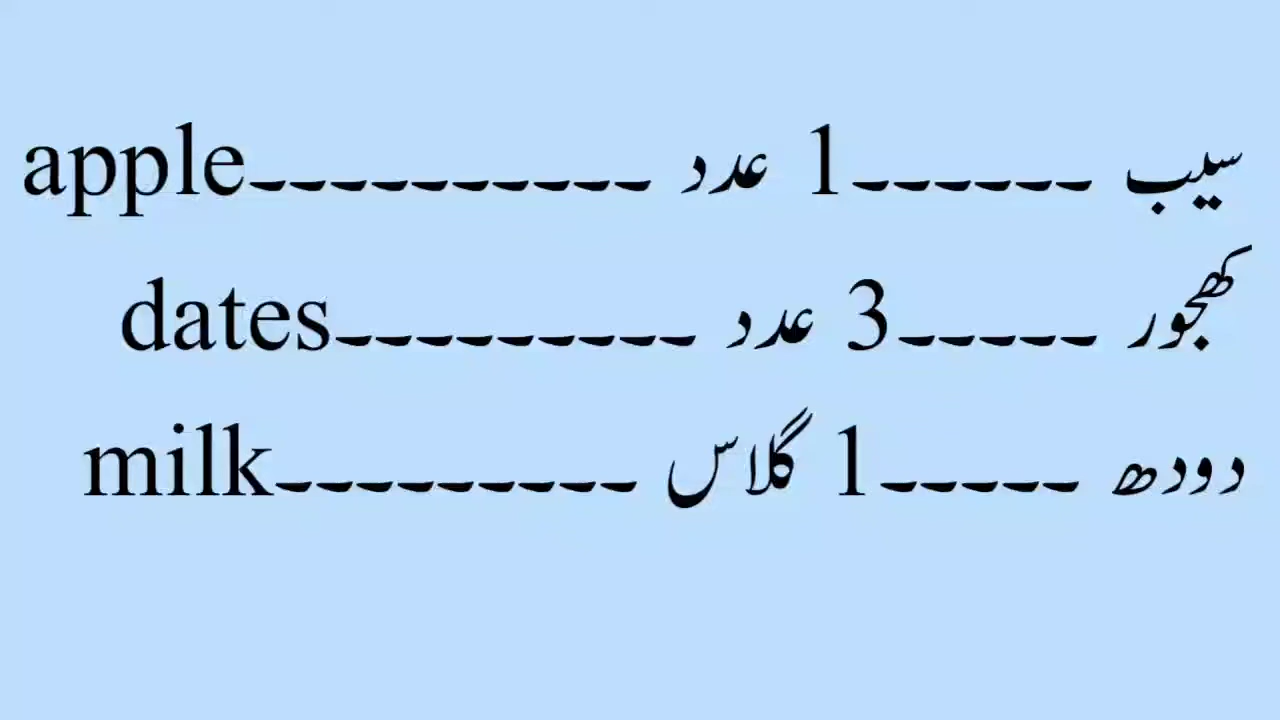 سیب ۔۔۔۔۔۔1 عدد ۔۔۔۔۔۔۔۔۔۔apple
کھجور ۔۔۔۔۔3 عدد ۔۔۔۔۔۔۔۔۔dates
دودھ ۔۔۔۔۔1 گلاس ۔۔۔۔۔۔۔۔۔milk